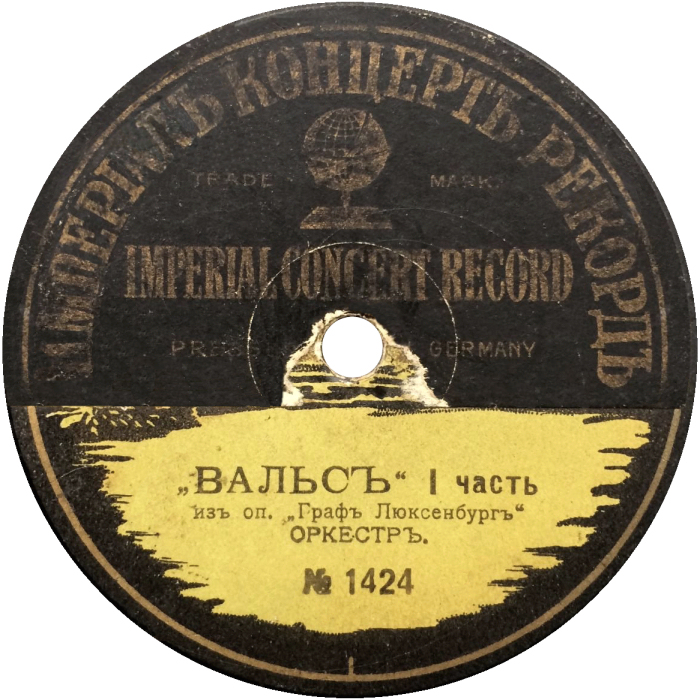 ИМПЕРІАЛЪ КОНЦЕРТЪ РЕКОРДЪ
TRADE MARK
IMPERIAL CONCERT RECORD
GERMANY
„ВАЛЬСЪ“ I часть
изъ оп. „Графъ Люксенбургъ“
ОРКЕСТРЪ.
№ 1424